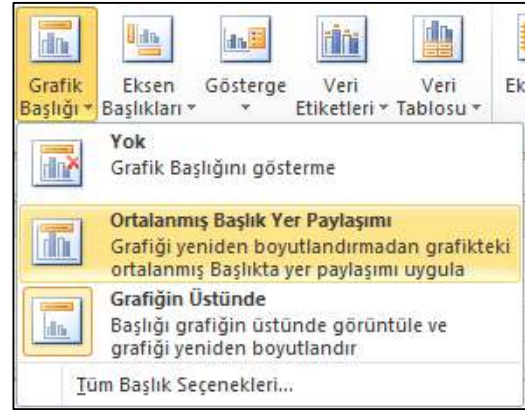 Grafik Başlığı
Eksen Başlıkları
Gösterge
Veri Etiketleri
Veri Tablosu
Ek
Yok
Grafik Başlığını gösterme
Ortalanmış Başlık Yer Paylaşımı
Grafiği yeniden boyutlandırmadan grafikteki
ortalanmış Başlıkta yer paylaşımı uygula
Grafiğin Üstünde
Başlığı grafiğin üstünde görüntüle ve
grafiği yeniden boyutlandır
Tüm Başlık Seçenekleri...